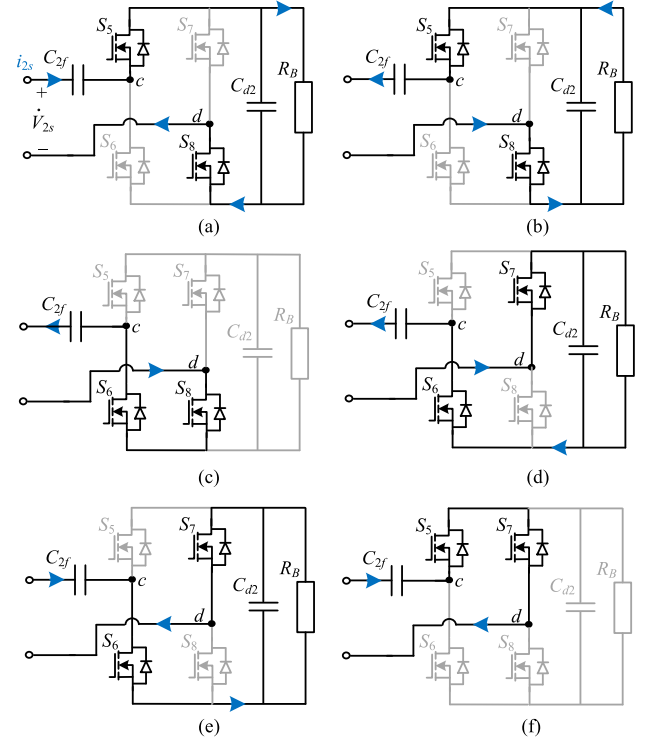 S5 S7
i2s C2f RB
c Cd2
+
V̇2s d
–
S6 S8
(a)
S5 S7
C2f RB
c Cd2
d
S6 S8
(b)
S5 S7
C2f RB
c
Cd2
d
S6 S8
(c)
S5 S7
C2f RB
c
Cd2
d
S6 S8
(d)
S5 S7
C2f RB
c Cd2
d
S6 S8
(e)
S5 S7
C2f RB
c Cd2
d
S6 S8
(f)